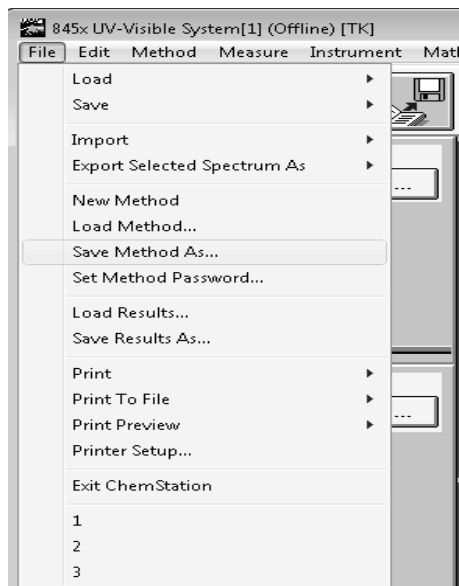 845x UV-Visible System[1] (Offline) [TK]
File Edit Method Measure Instrument Mat
Load
Save
Import
Export Selected Spectrum As
...
New Method
Load Method...
Save Method As...
Set Method Password...
Load Results...
Save Results As...
Print
Print To File
...
Print Preview
Printer Setup...
Exit ChemStation
1
2
3